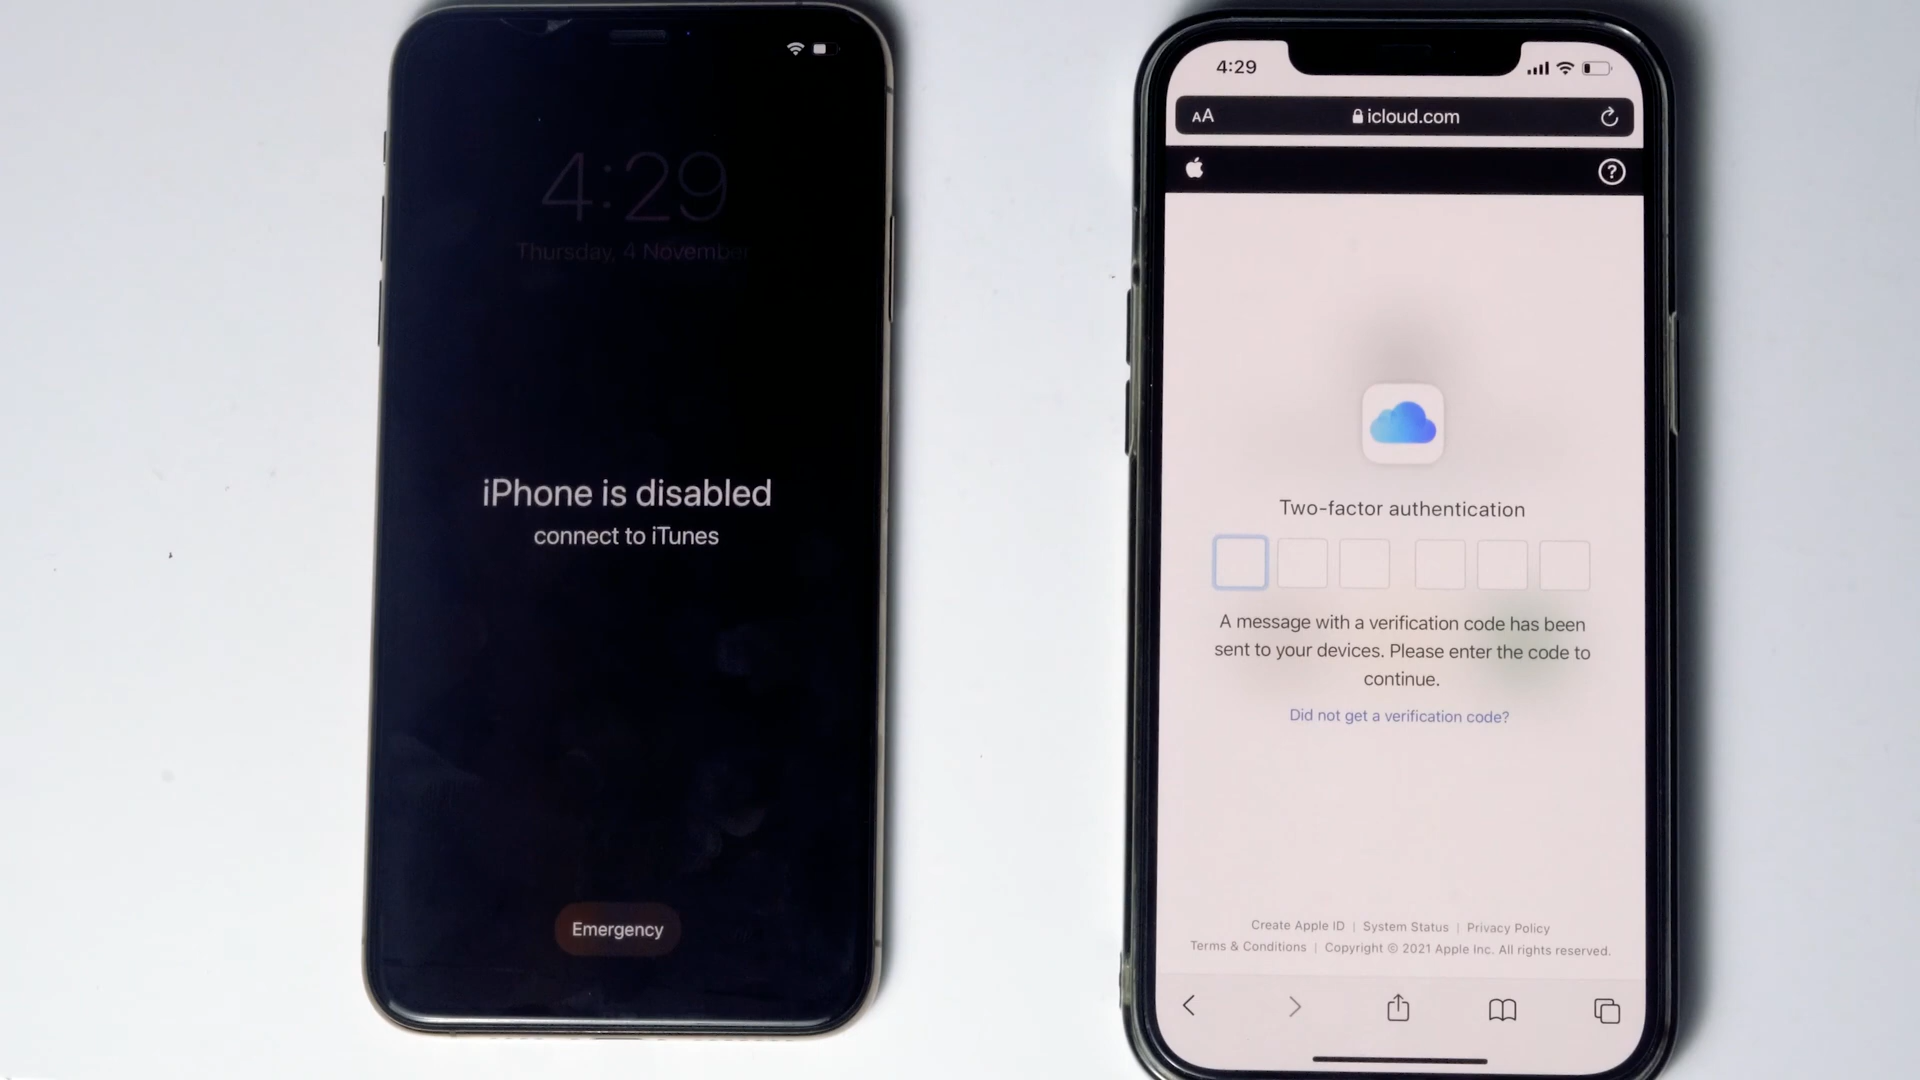 4:29
Thursday, 4 November
iPhone is disabled
connect to iTunes
Emergency
4:29
AA
icloud.com
?
Two-factor authentication
A message with a verification code has been
sent to your devices. Please enter the code to
continue.
Did not get a verification code?
Create Apple ID | System Status | Privacy Policy
Terms & Conditions | Copyright © 2021 Apple Inc. All rights reserved.